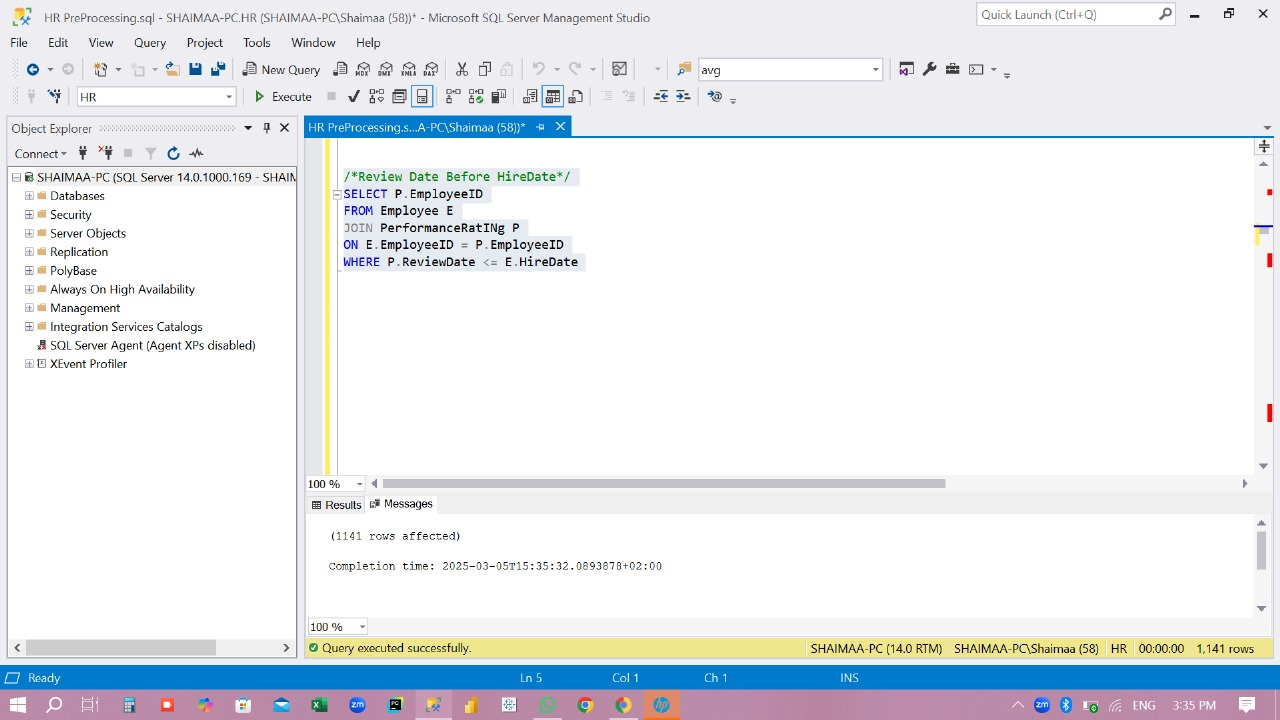 HR PreProcessing.sql - SHAIMAA-PC.HR (SHAIMAA-PC\Shaimaa (58))* - Microsoft SQL Server Management Studio
Quick Launch (Ctrl+Q)
File Edit View Query Project Tools Window Help
New Query
MDX DMX XMLA DAX
avg
HR
Execute
Object Explorer
HR PreProcessing.s...A-PC\Shaimaa (58))*
Connect
SHAIMAA-PC (SQL Server 14.0.1000.169 - SHAIM
Databases
Security
Server Objects
Replication
PolyBase
Always On High Availability
Management
Integration Services Catalogs
SQL Server Agent (Agent XPs disabled)
XEvent Profiler
/*Review Date Before HireDate*/
SELECT P.EmployeeID
FROM Employee E
JOIN PerformanceRatINg P
ON E.EmployeeID = P.EmployeeID
WHERE P.ReviewDate <= E.HireDate
100 %
Results Messages
(1141 rows affected)
Completion time: 2025-03-05T15:35:32.0893878+02:00
100 %
Query executed successfully.
SHAIMAA-PC (14.0 RTM) SHAIMAA-PC\Shaimaa (58) HR 00:00:00 1,141 rows
Ready Ln 5 Col 1 Ch 1 INS
zm PC zm ENG 3:35 PM